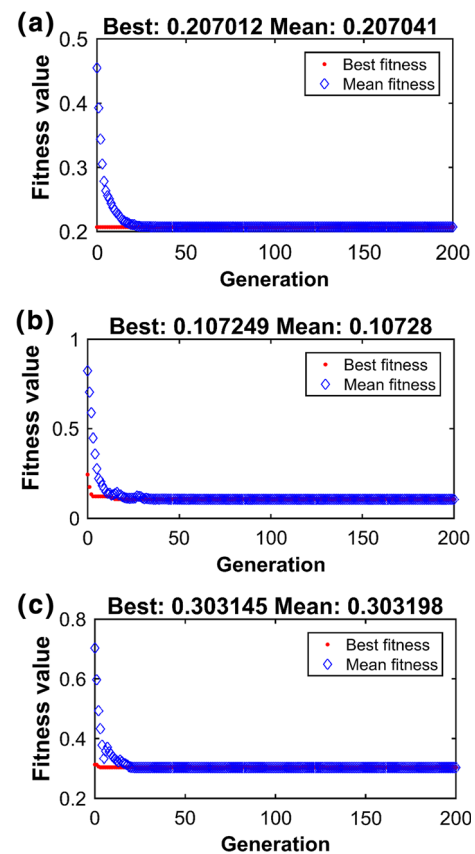 (a) Best: 0.207012 Mean: 0.207041
0.5
0.4
0.3
0.2
Fitness value
Best fitness
Mean fitness
0 50 100 150 200
Generation
(b) Best: 0.107249 Mean: 0.10728
1
0.5
0
Fitness value
Best fitness
Mean fitness
0 50 100 150 200
Generation
(c) Best: 0.303145 Mean: 0.303198
0.8
0.6
0.4
0.2
Fitness value
Best fitness
Mean fitness
0 50 100 150 200
Generation